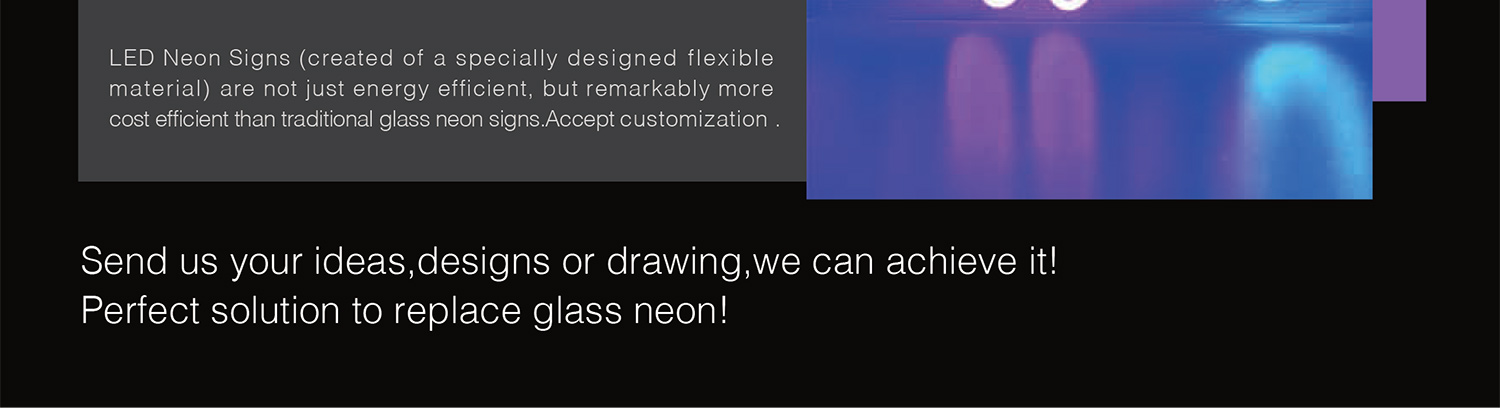 LED Neon Signs (created of a specially designed flexible
material) are not just energy efficient, but remarkably more
cost efficient than traditional glass neon signs.Accept customization .
Send us your ideas,designs or drawing,we can achieve it!
Perfect solution to replace glass neon!